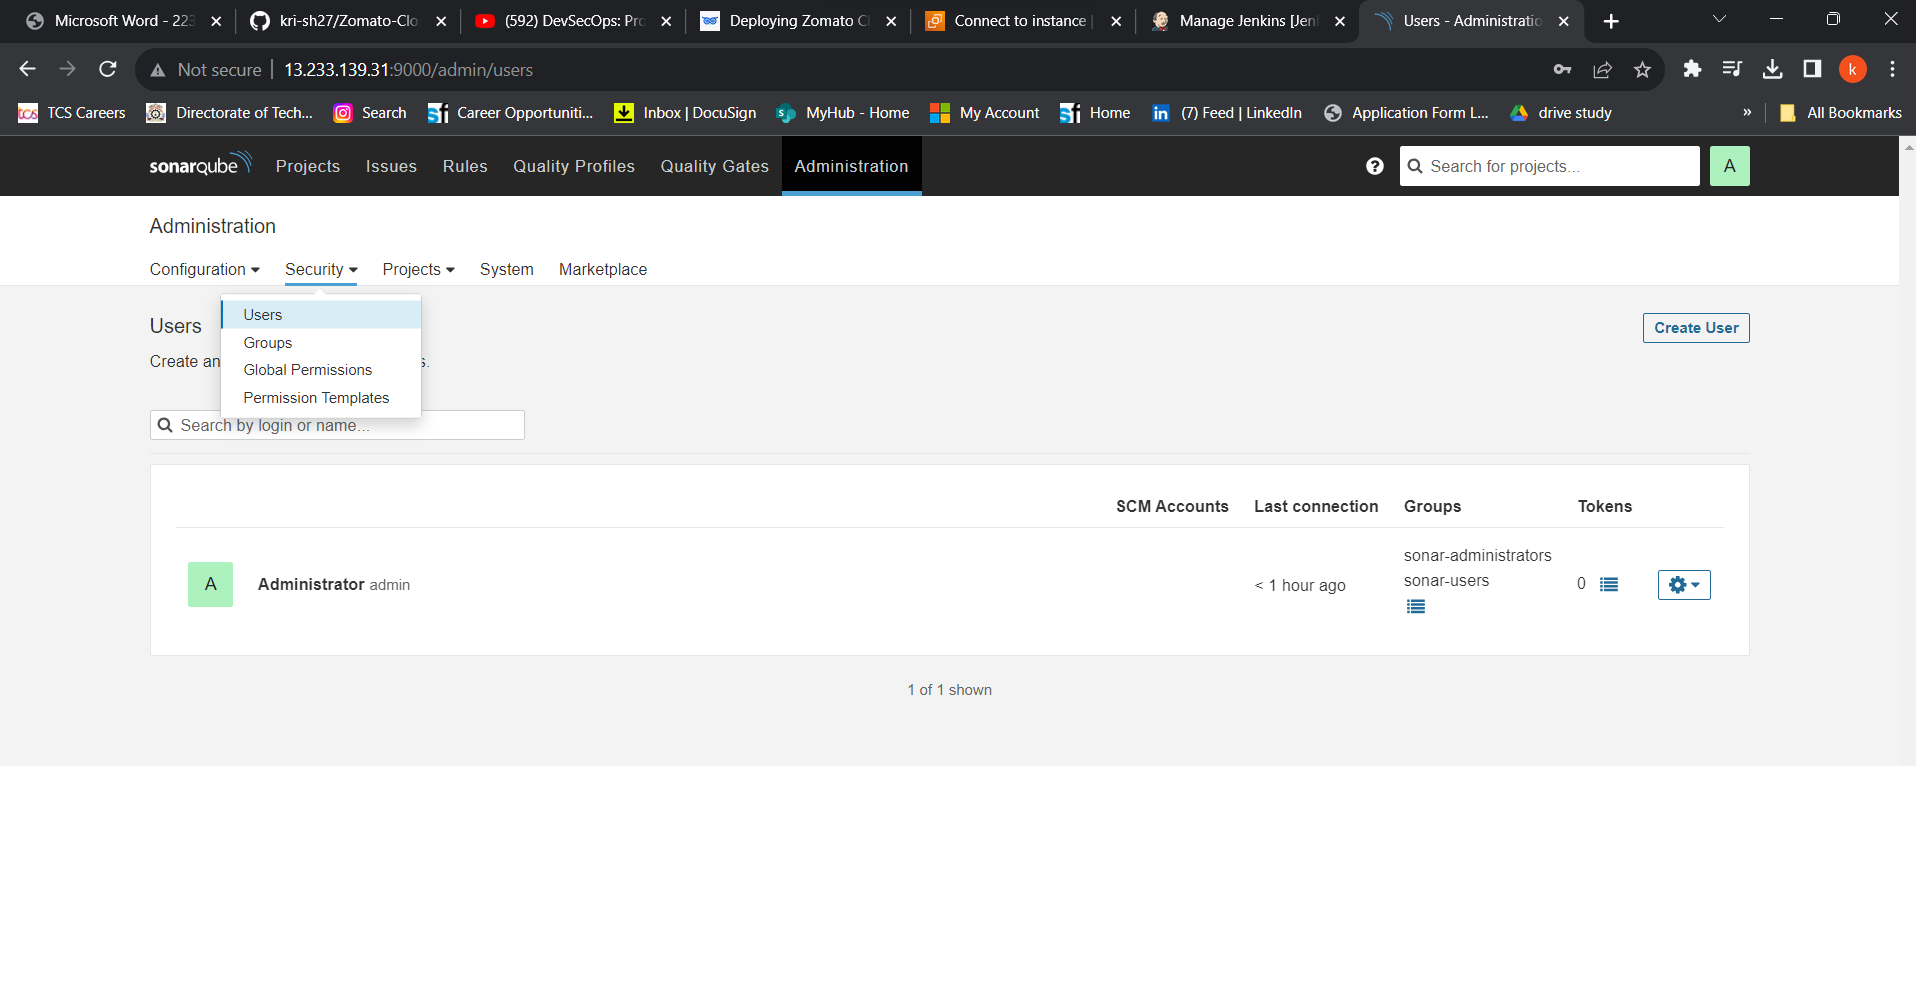 Microsoft Word - 223
kri-sh27/Zomato-Clo
(592) DevSecOps: Pro
Deploying Zomato Cl
Connect to instance |
Manage Jenkins [Jen
Users - Administratio
Not secure
13.233.139.31:9000/admin/users
k
TCS Careers
Directorate of Tech...
Search
Career Opportuniti...
Inbox | DocuSign
MyHub - Home
My Account
Home
(7) Feed | LinkedIn
Application Form L...
drive study
»
All Bookmarks
sonarqube
Projects
Issues
Rules
Quality Profiles
Quality Gates
Administration
?
Search for projects...
A
Administration
Configuration
Security
Projects
System
Marketplace
Users
Create User
Create an
s.
Users
Groups
Global Permissions
Permission Templates
Search by login or name...
SCM Accounts
Last connection
Groups
Tokens
A
Administrator admin
< 1 hour ago
sonar-administrators
sonar-users
0
1 of 1 shown